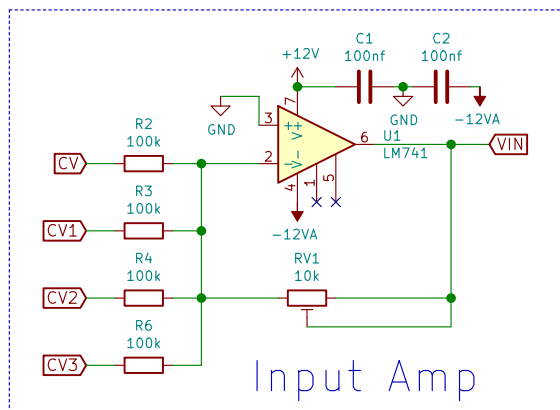 C1
100nf
C2
100nf
+12V
-12VA
GND
GND
7
3
+
V+
6
U1
LM741
VIN
2
-
V-
4
1
5
-12VA
R2
100k
CV
R3
100k
CV1
R4
100k
CV2
R6
100k
CV3
RV1
10k
Input Amp